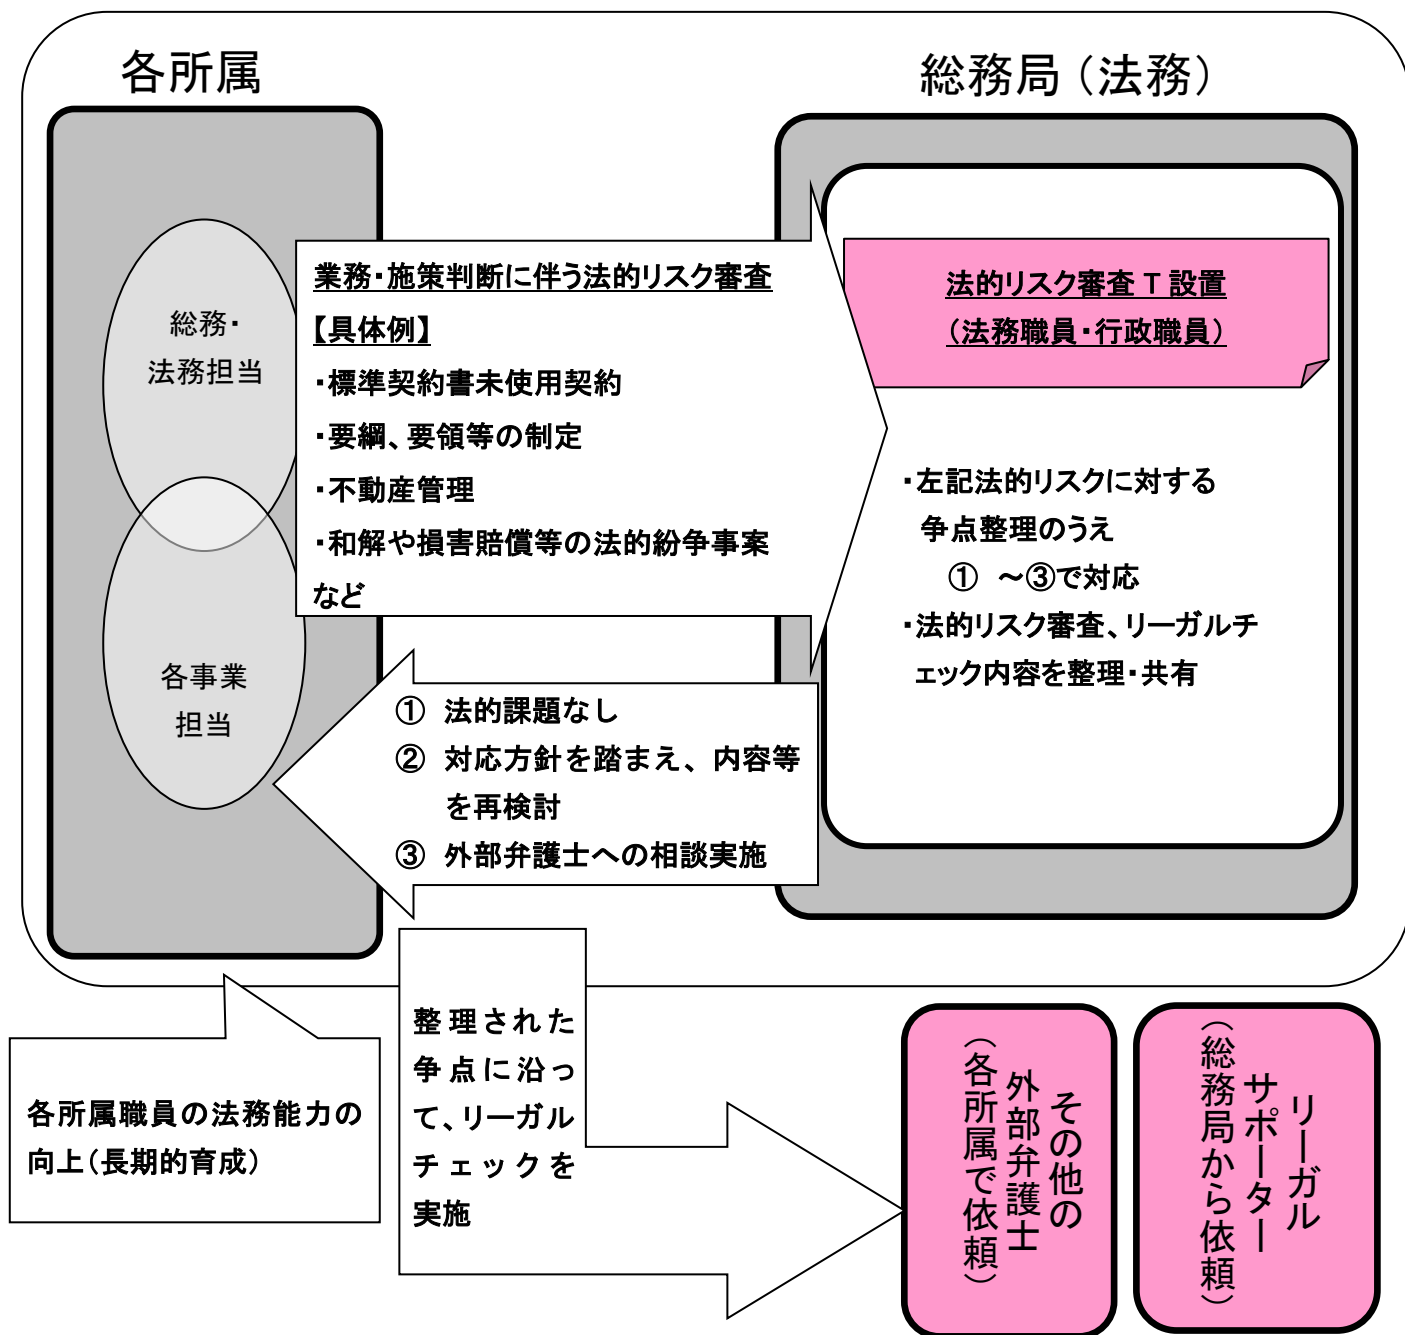 各所属
総務局（法務）
総務・
法務担当
各事業
担当
業務・施策判断に伴う法的リスク審査
【具体例】
・標準契約書未使用契約
・要綱、要領等の制定
・不動産管理
・和解や損害賠償等の法的紛争事案
など
法的リスク審査 T 設置
（法務職員・行政職員）
・左記法的リスクに対する
争点整理のうえ
① ～③で対応
・法的リスク審査、リーガルチ
ェック内容を整理・共有
① 法的課題なし
② 対応方針を踏まえ、内容等
を再検討
③ 外部弁護士への相談実施
各所属職員の法務能力の
向上（長期的育成）
整理された
争点に沿っ
て、リーガル
チェックを
実施
その他の
外部弁護士
（各所属で依頼）
リーガル
サポーター
（総務局から依頼）